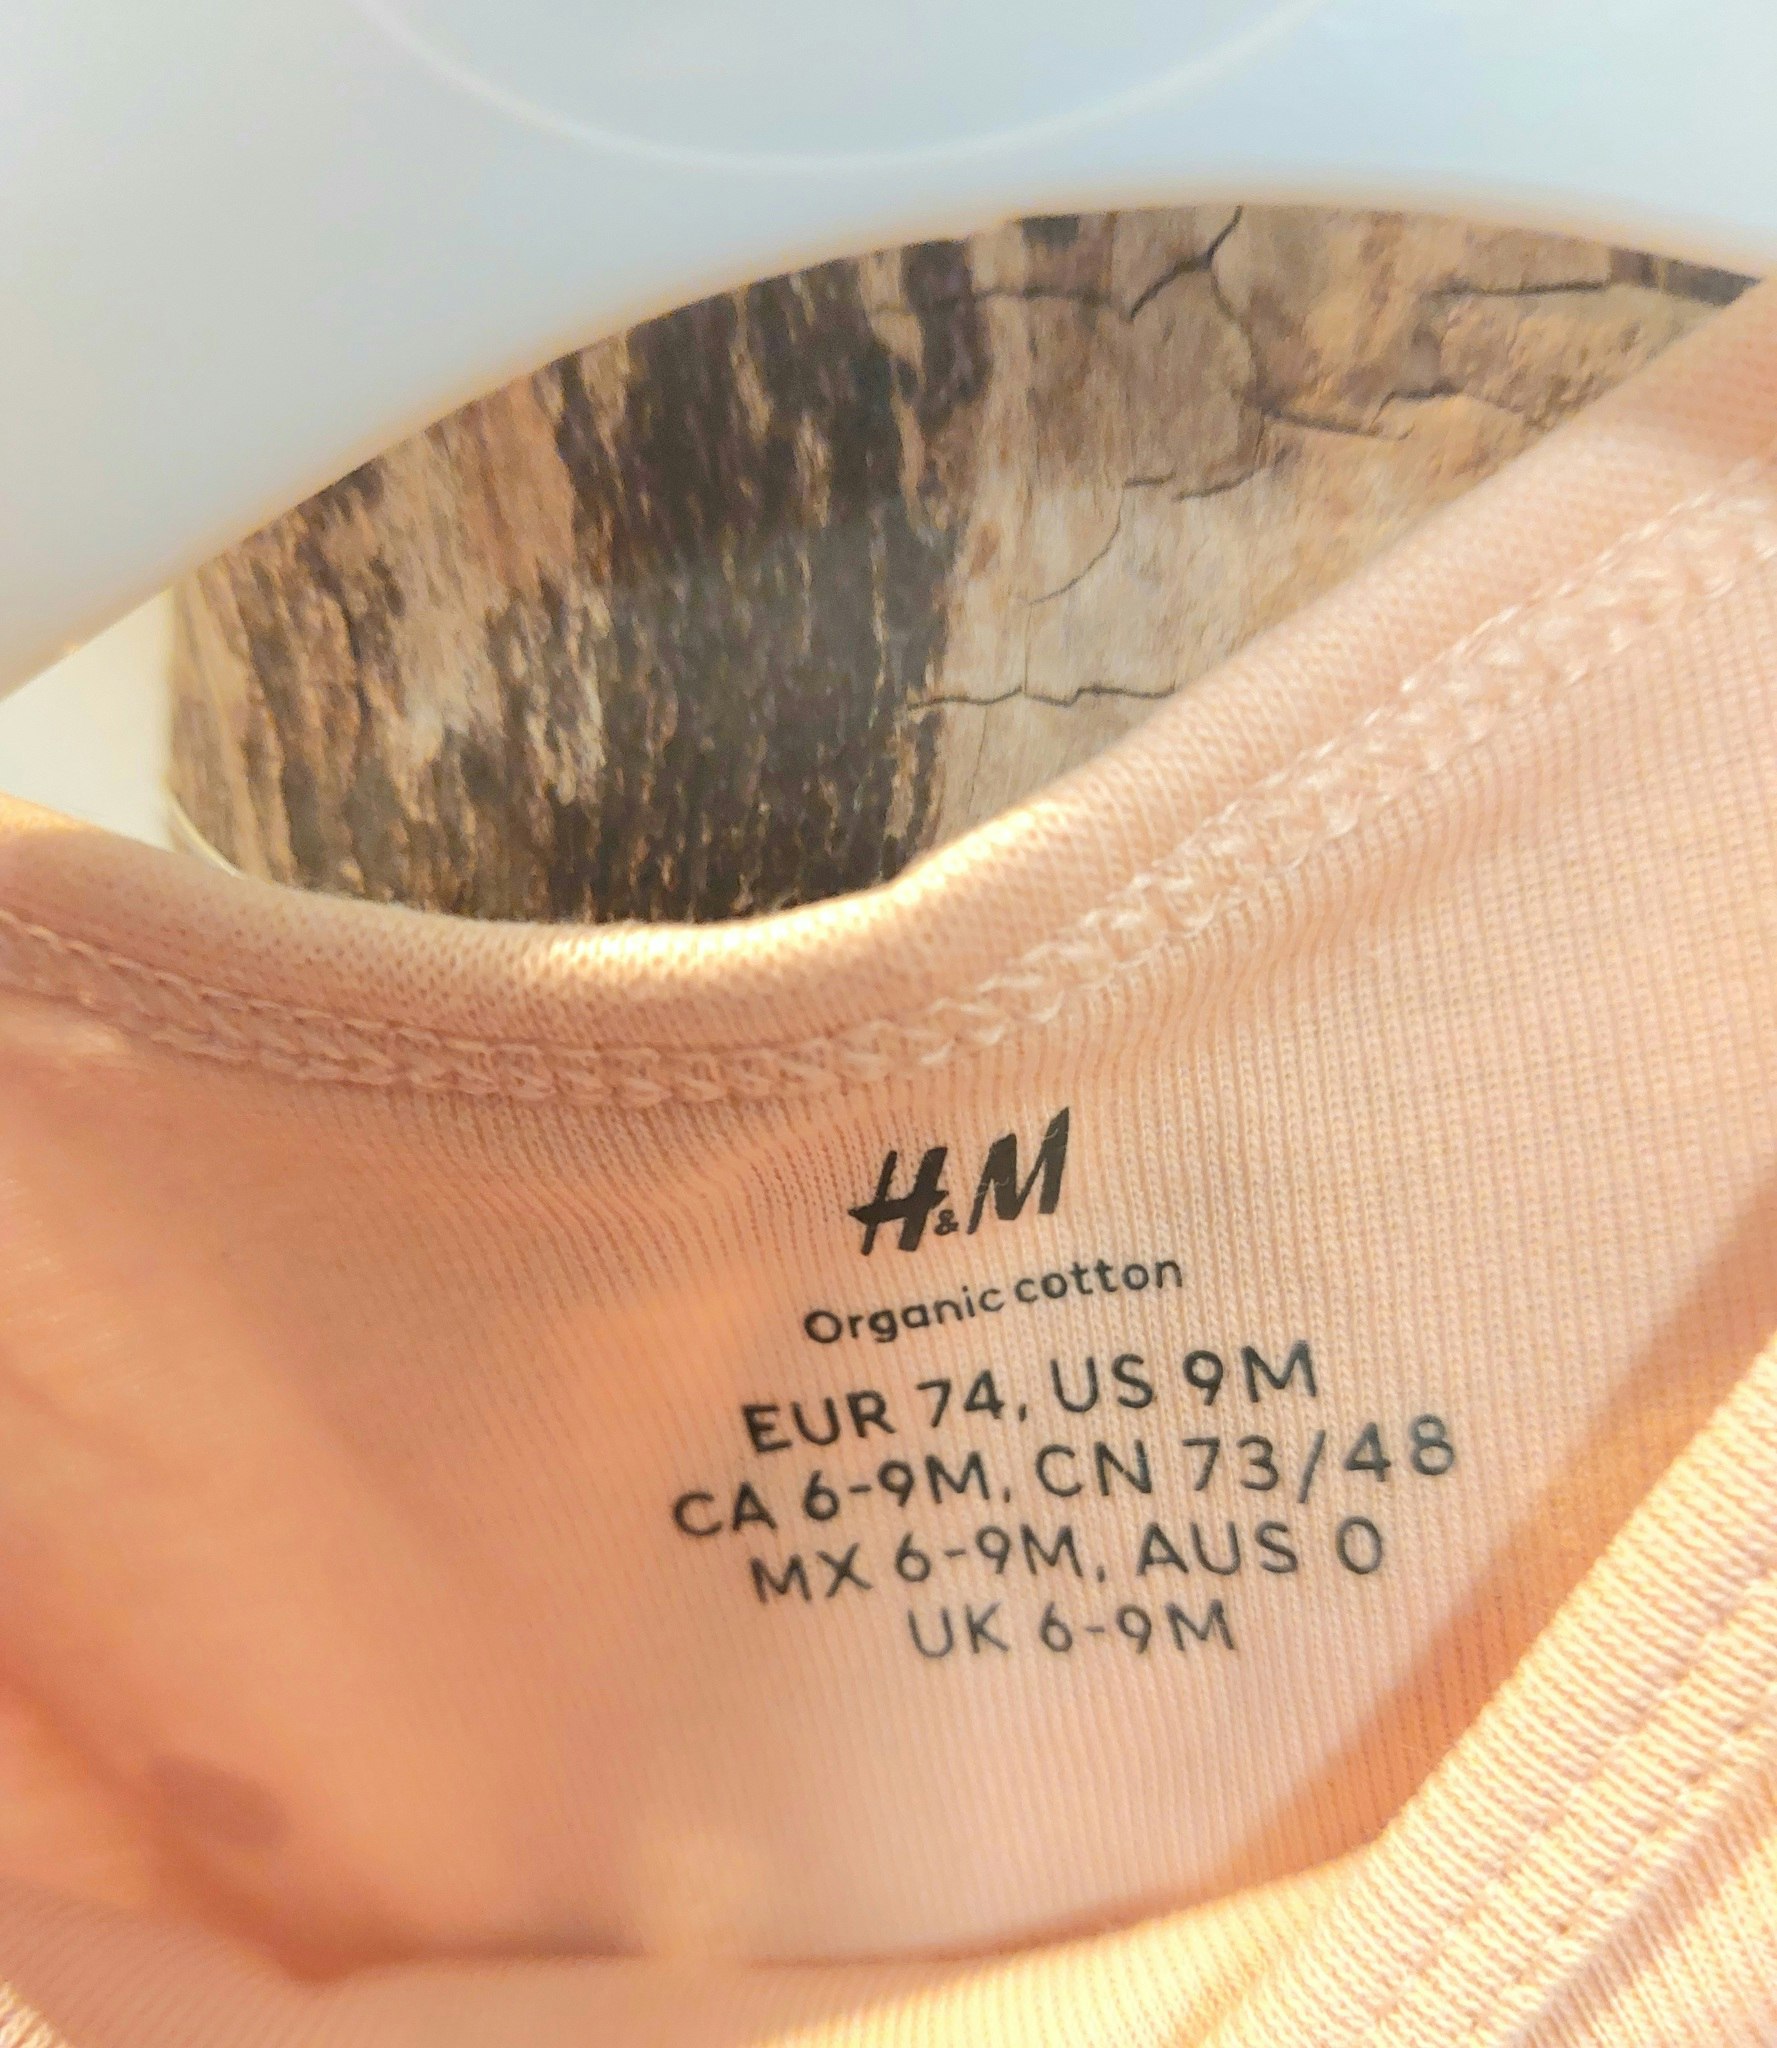 H&M
Organic cotton
EUR 74, US 9M
CA 6-9M, CN 73/48
MX 6-9M, AUS 0
UK 6-9M